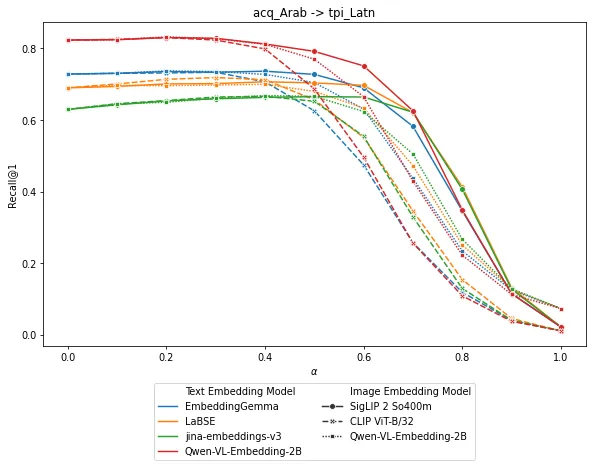 acq_Arab -> tpi_Latn
Recall@1
0.8
0.6
0.4
0.2
0.0
0.0 0.2 0.4 0.6 0.8 1.0
α
Text Embedding Model
EmbeddingGemma
LaBSE
jina-embeddings-v3
Qwen-VL-Embedding-2B
Image Embedding Model
SigLIP 2 So400m
CLIP ViT-B/32
Qwen-VL-Embedding-2B